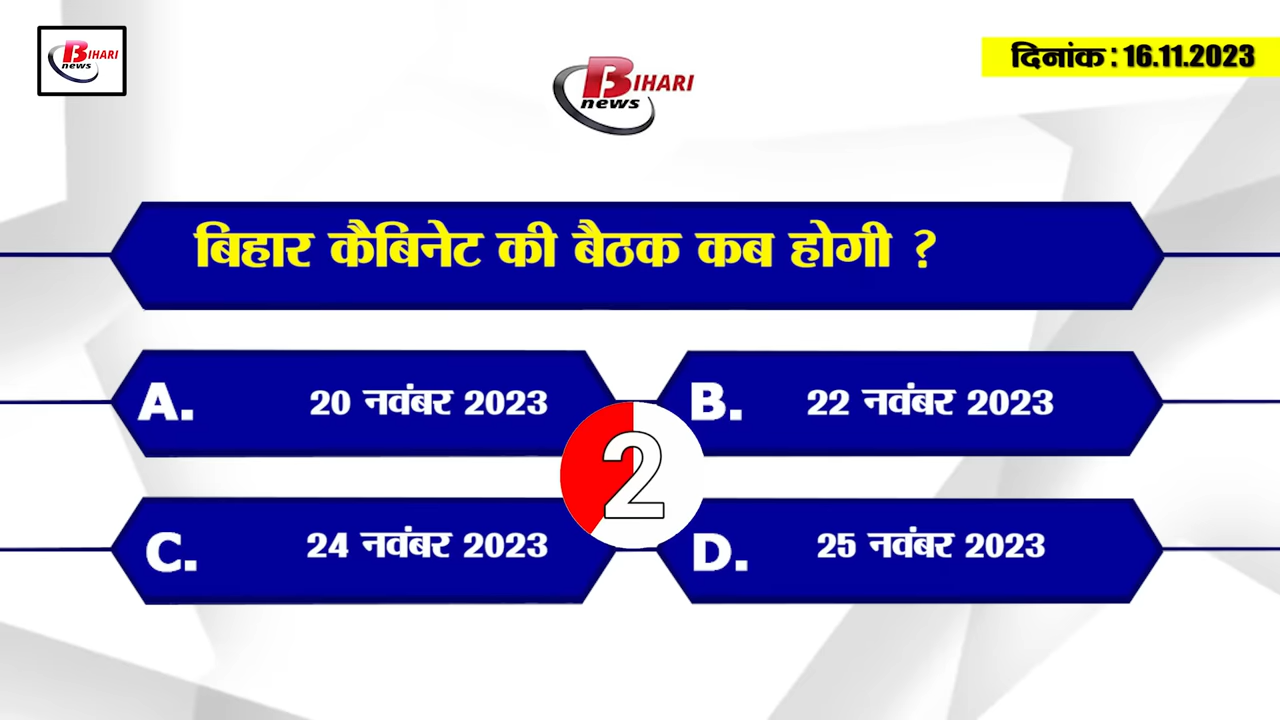 BIHARI
news
BIHARI
news
दिनांक : 16.11.2023
बिहार कैबिनेट की बैठक कब होगी ?
A. 20 नवंबर 2023
B. 22 नवंबर 2023
2
C. 24 नवंबर 2023
D. 25 नवंबर 2023